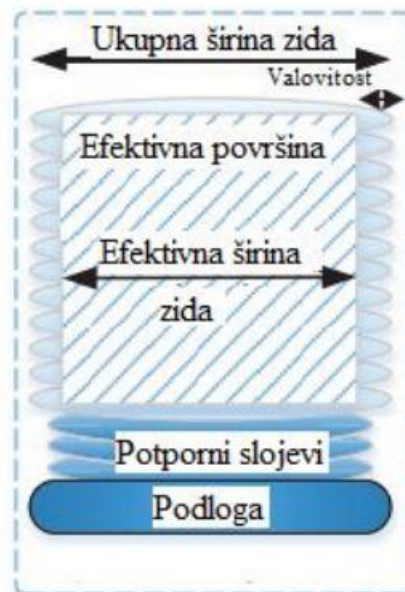 Ukupna širina zida
Valovitost
Efektivna površina
Efektivna širina
zida
Potporni slojevi
Podloga